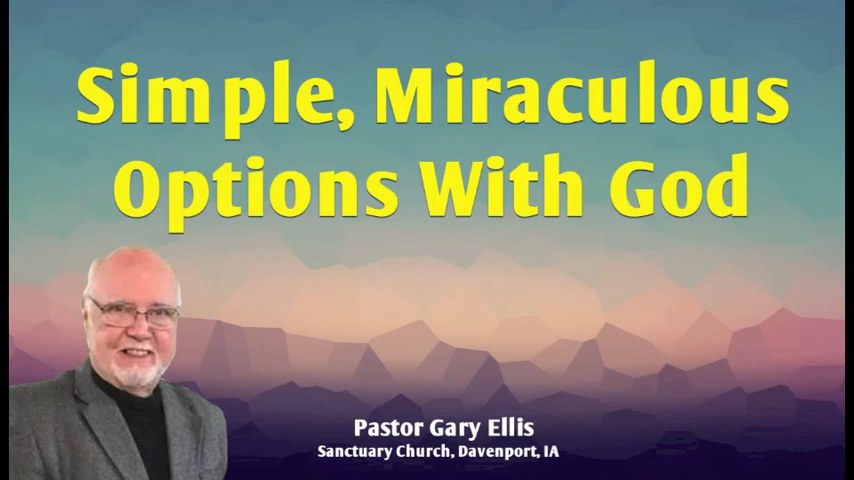 Simple, Miraculous
Options With God
Pastor Gary Ellis
Sanctuary Church, Davenport, IA